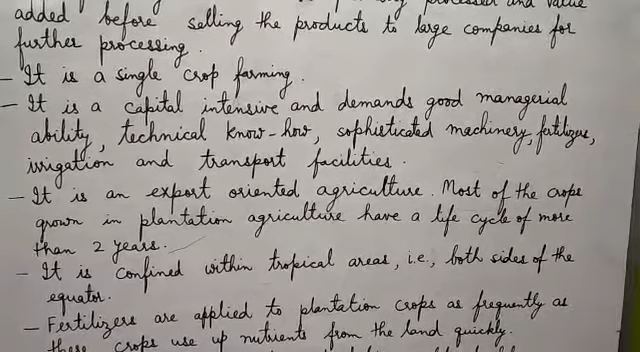 processed and value
added before selling the products to large companies for
further processing.
- It is a single crop farming.
- It is a capital intensive and demands good managerial
ability, technical know-how, sophisticated machinery, fertilizers,
irrigation and transport facilities.
- It is an export oriented agriculture. Most of the crops
grown in plantation agriculture have a life cycle of more
than 2 years.
- It is confined within tropical areas, i.e., both sides of the
equator.
- Fertilizers are applied to plantation crops as frequently as
these crops use up nutrients from the land quickly.